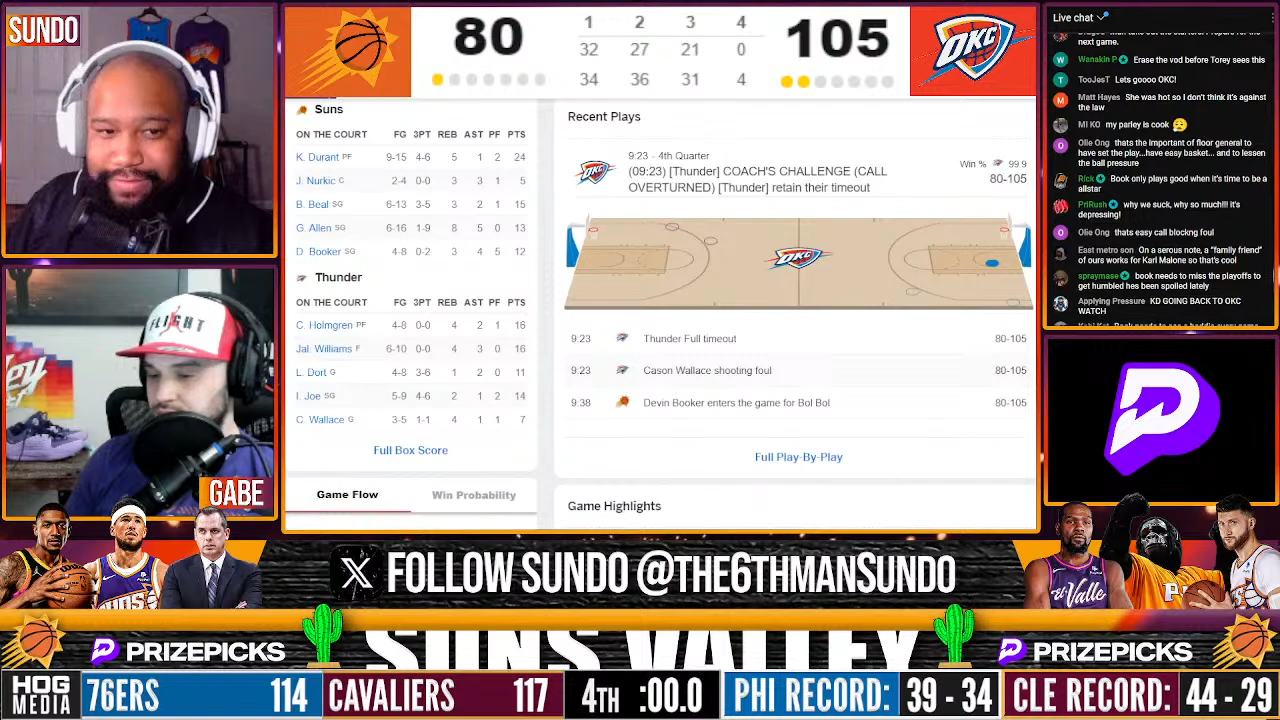 SUNDO
80
1 2 3 4
32 27 21 0
34 36 31 4
105
OKC
Suns
ON THE COURT FG 3PT REB AST PF PTS
K. Durant PF 9-15 4-6 5 1 2 24
J. Nurkic C 2-4 0-0 3 3 1 5
B. Beal SG 6-13 3-5 3 2 1 15
G. Allen SG 6-16 1-9 8 5 0 13
D. Booker SG 4-8 0-2 3 4 5 12
Thunder
ON THE COURT FG 3PT REB AST PF PTS
C. Holmgren PF 4-8 0-0 4 2 1 16
Jal. Williams F 6-10 0-0 4 3 0 16
L. Dort G 4-8 3-6 1 2 0 11
I. Joe SG 5-9 4-6 2 1 2 14
C. Wallace G 3-5 1-1 4 1 1 7
Full Box Score
Game Flow
Win Probability
Recent Plays
9:23 - 4th Quarter
(09:23) [Thunder] COACH'S CHALLENGE (CALL
OVERTURNED) [Thunder] retain their timeout
Win % 99.9
80-105
OKC
9:23 Thunder Full timeout 80-105
9:23 Cason Wallace shooting foul 80-105
9:38 Devin Booker enters the game for Bol Bol 80-105
Full Play-By-Play
Game Highlights
Live chat
next game.
Wanakin P Erase the vod before Torey sees this
TooJesT Lets goooo OKC!
Matt Hayes She was hot so I don't think it's against
the law
MI KO my parley is cook
Olie Ong thats the important of floor general to
have set the play...have easy basket... and to lessen
the ball pressure
Rick Book only plays good when it's time to be a
allstar
PriRush why we suck, why so much!!! it's
depressing!
Olie Ong thats easy call blockng foul
East metro son On a serous note, a "family friend"
of ours works for Karl Malone so that's cool
spraymase book needs to miss the playoffs to
get humbled hes been spoiled lately
Applying Pressure KD GOING BACK TO OKC
WATCH
FLIGHT
GABE
FOLLOW SUNDO @THE6THMANSUNDO
El Valle
PRIZEPICKS
SUNS VALLEY
PRIZEPICKS
HOG
MEDIA
76ERS 114 CAVALIERS 117 4TH :00.0 PHI RECORD: 39 - 34 CLE RECORD: 44 - 29